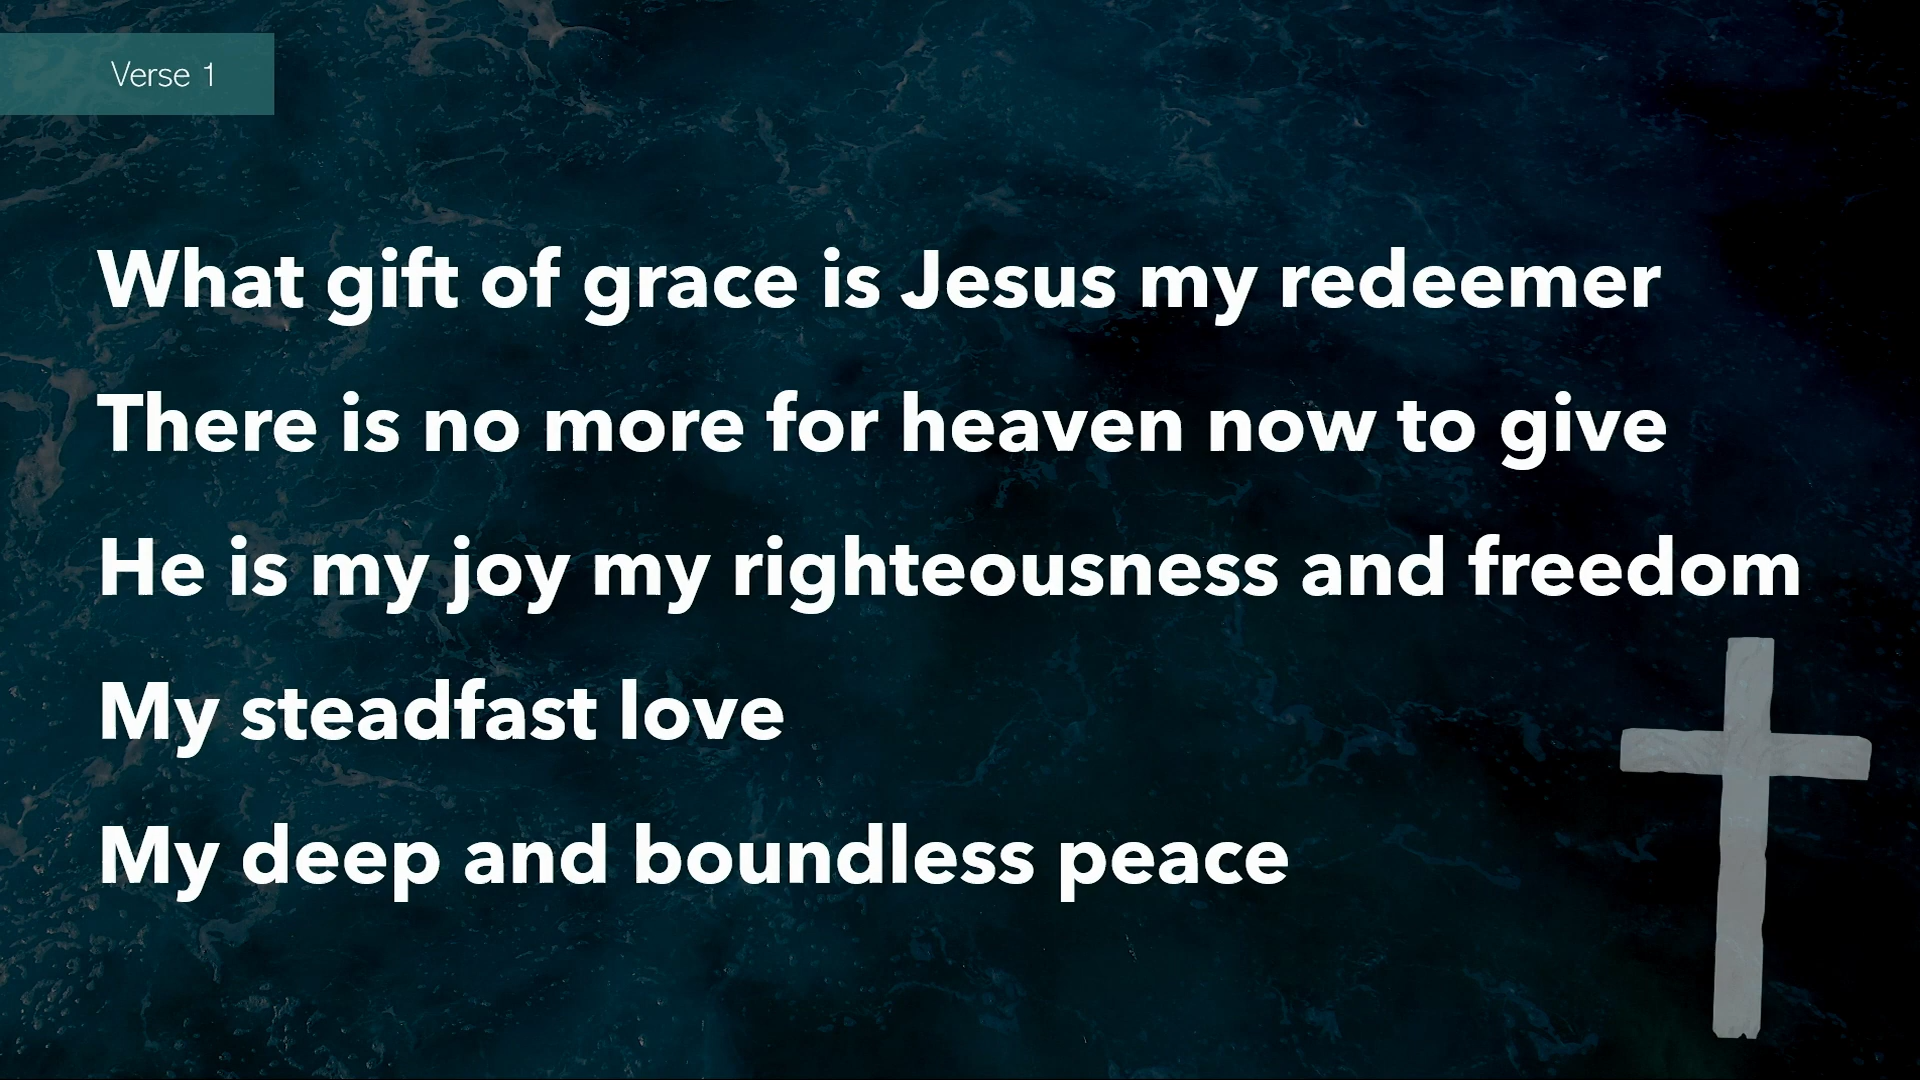 Verse 1
What gift of grace is Jesus my redeemer
There is no more for heaven now to give
He is my joy my righteousness and freedom
My steadfast love
My deep and boundless peace